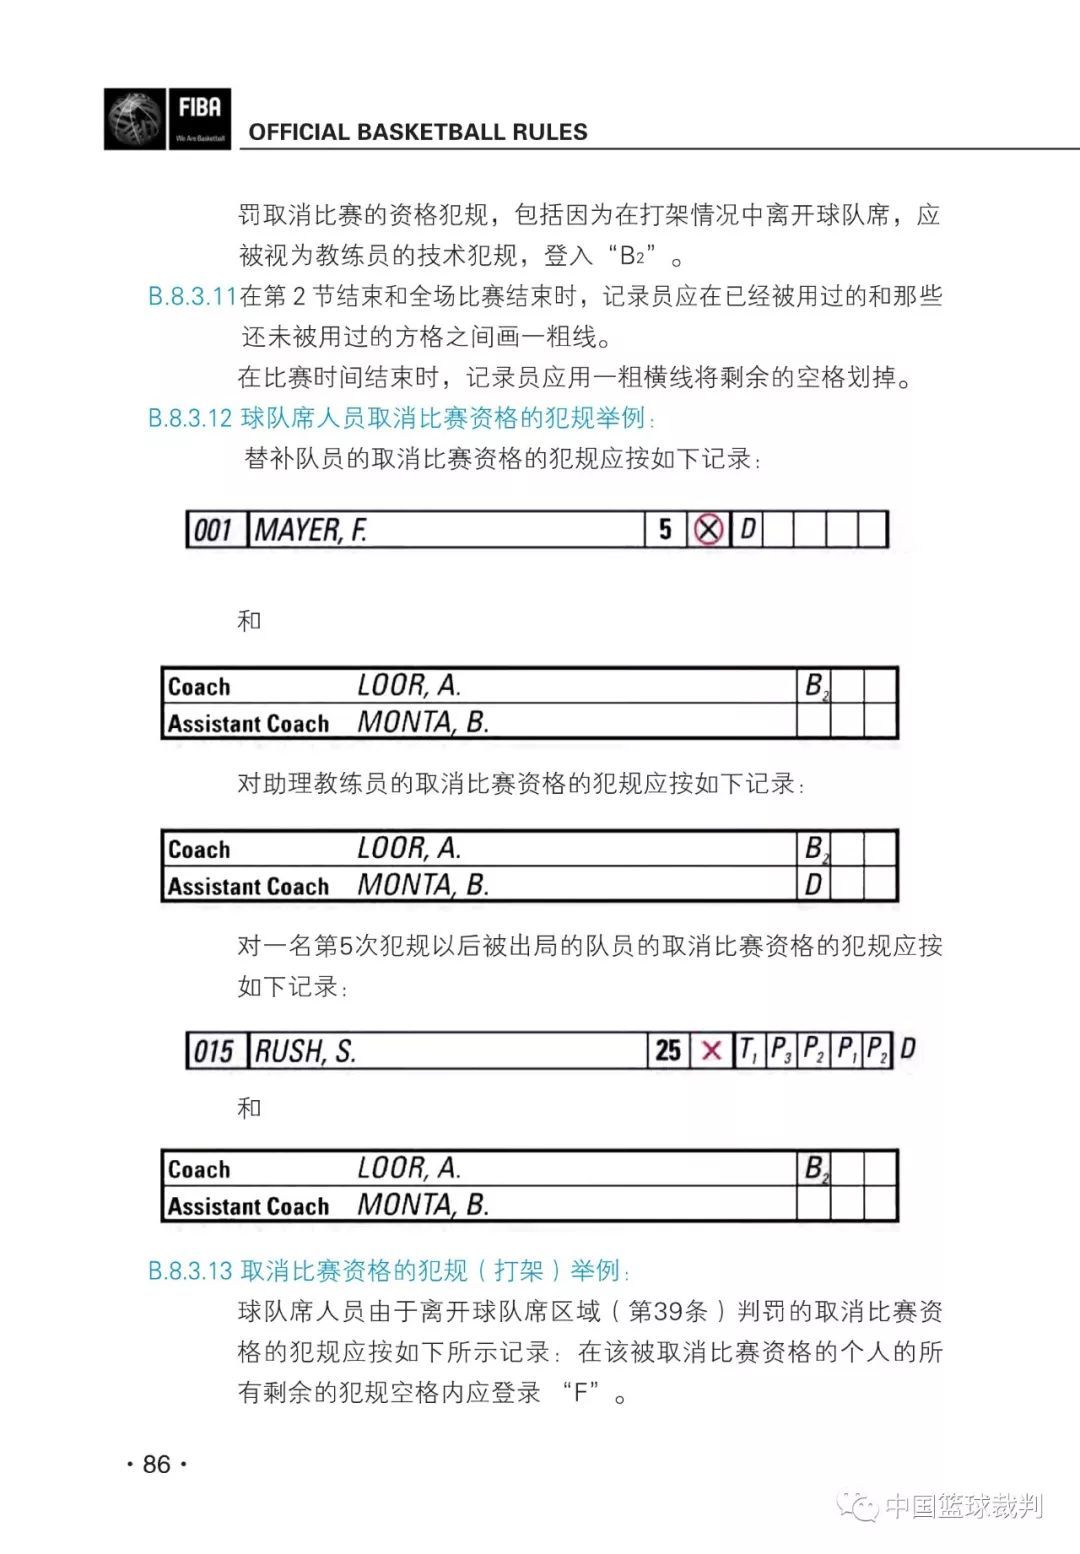 FIBA
We Are Basketball
OFFICIAL BASKETBALL RULES
罚取消比赛的资格犯规，包括因为在打架情况中离开球队席，应
被视为教练员的技术犯规，登入“B₂”。
B.8.3.11在第2节结束和全场比赛结束时，记录员应在已经被用过的和那些
还未被用过的方格之间画一粗线。
在比赛时间结束时，记录员应用一粗横线将剩余的空格划掉。
B.8.3.12 球队席人员取消比赛资格的犯规举例：
替补队员的取消比赛资格的犯规应按如下记录：
001 MAYER, F. 5 X D
和
Coach LOOR, A. B₂
Assistant Coach MONTA, B.
对助理教练员的取消比赛资格的犯规应按如下记录：
Coach LOOR, A. B₂
Assistant Coach MONTA, B. D
对一名第5次犯规以后被出局的队员的取消比赛资格的犯规应按
如下记录：
015 RUSH, S. 25 X T₁ P₃ P₂ P₁ P₂ D
和
Coach LOOR, A. B₂
Assistant Coach MONTA, B.
B.8.3.13 取消比赛资格的犯规（打架）举例：
球队席人员由于离开球队席区域（第39条）判罚的取消比赛资
格的犯规应按如下所示记录：在该被取消比赛资格的个人的所
有剩余的犯规空格内应登录 “F”。
·86·
中国篮球裁判